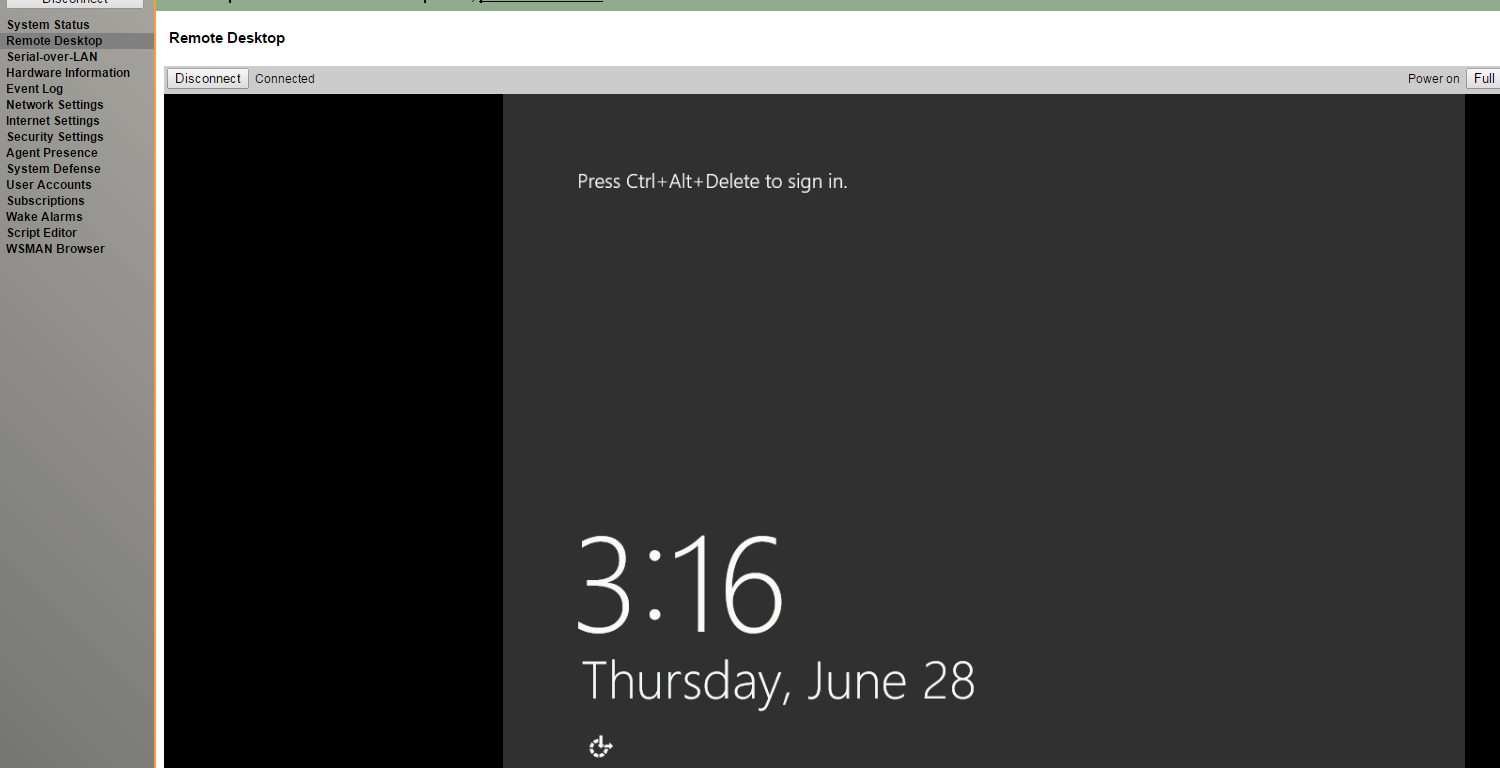 Disconnect
System Status
Remote Desktop
Serial-over-LAN
Hardware Information
Event Log
Network Settings
Internet Settings
Security Settings
Agent Presence
System Defense
User Accounts
Subscriptions
Wake Alarms
Script Editor
WSMAN Browser
Remote Desktop
Disconnect Connected Power on Full
Press Ctrl+Alt+Delete to sign in.
3:16
Thursday, June 28